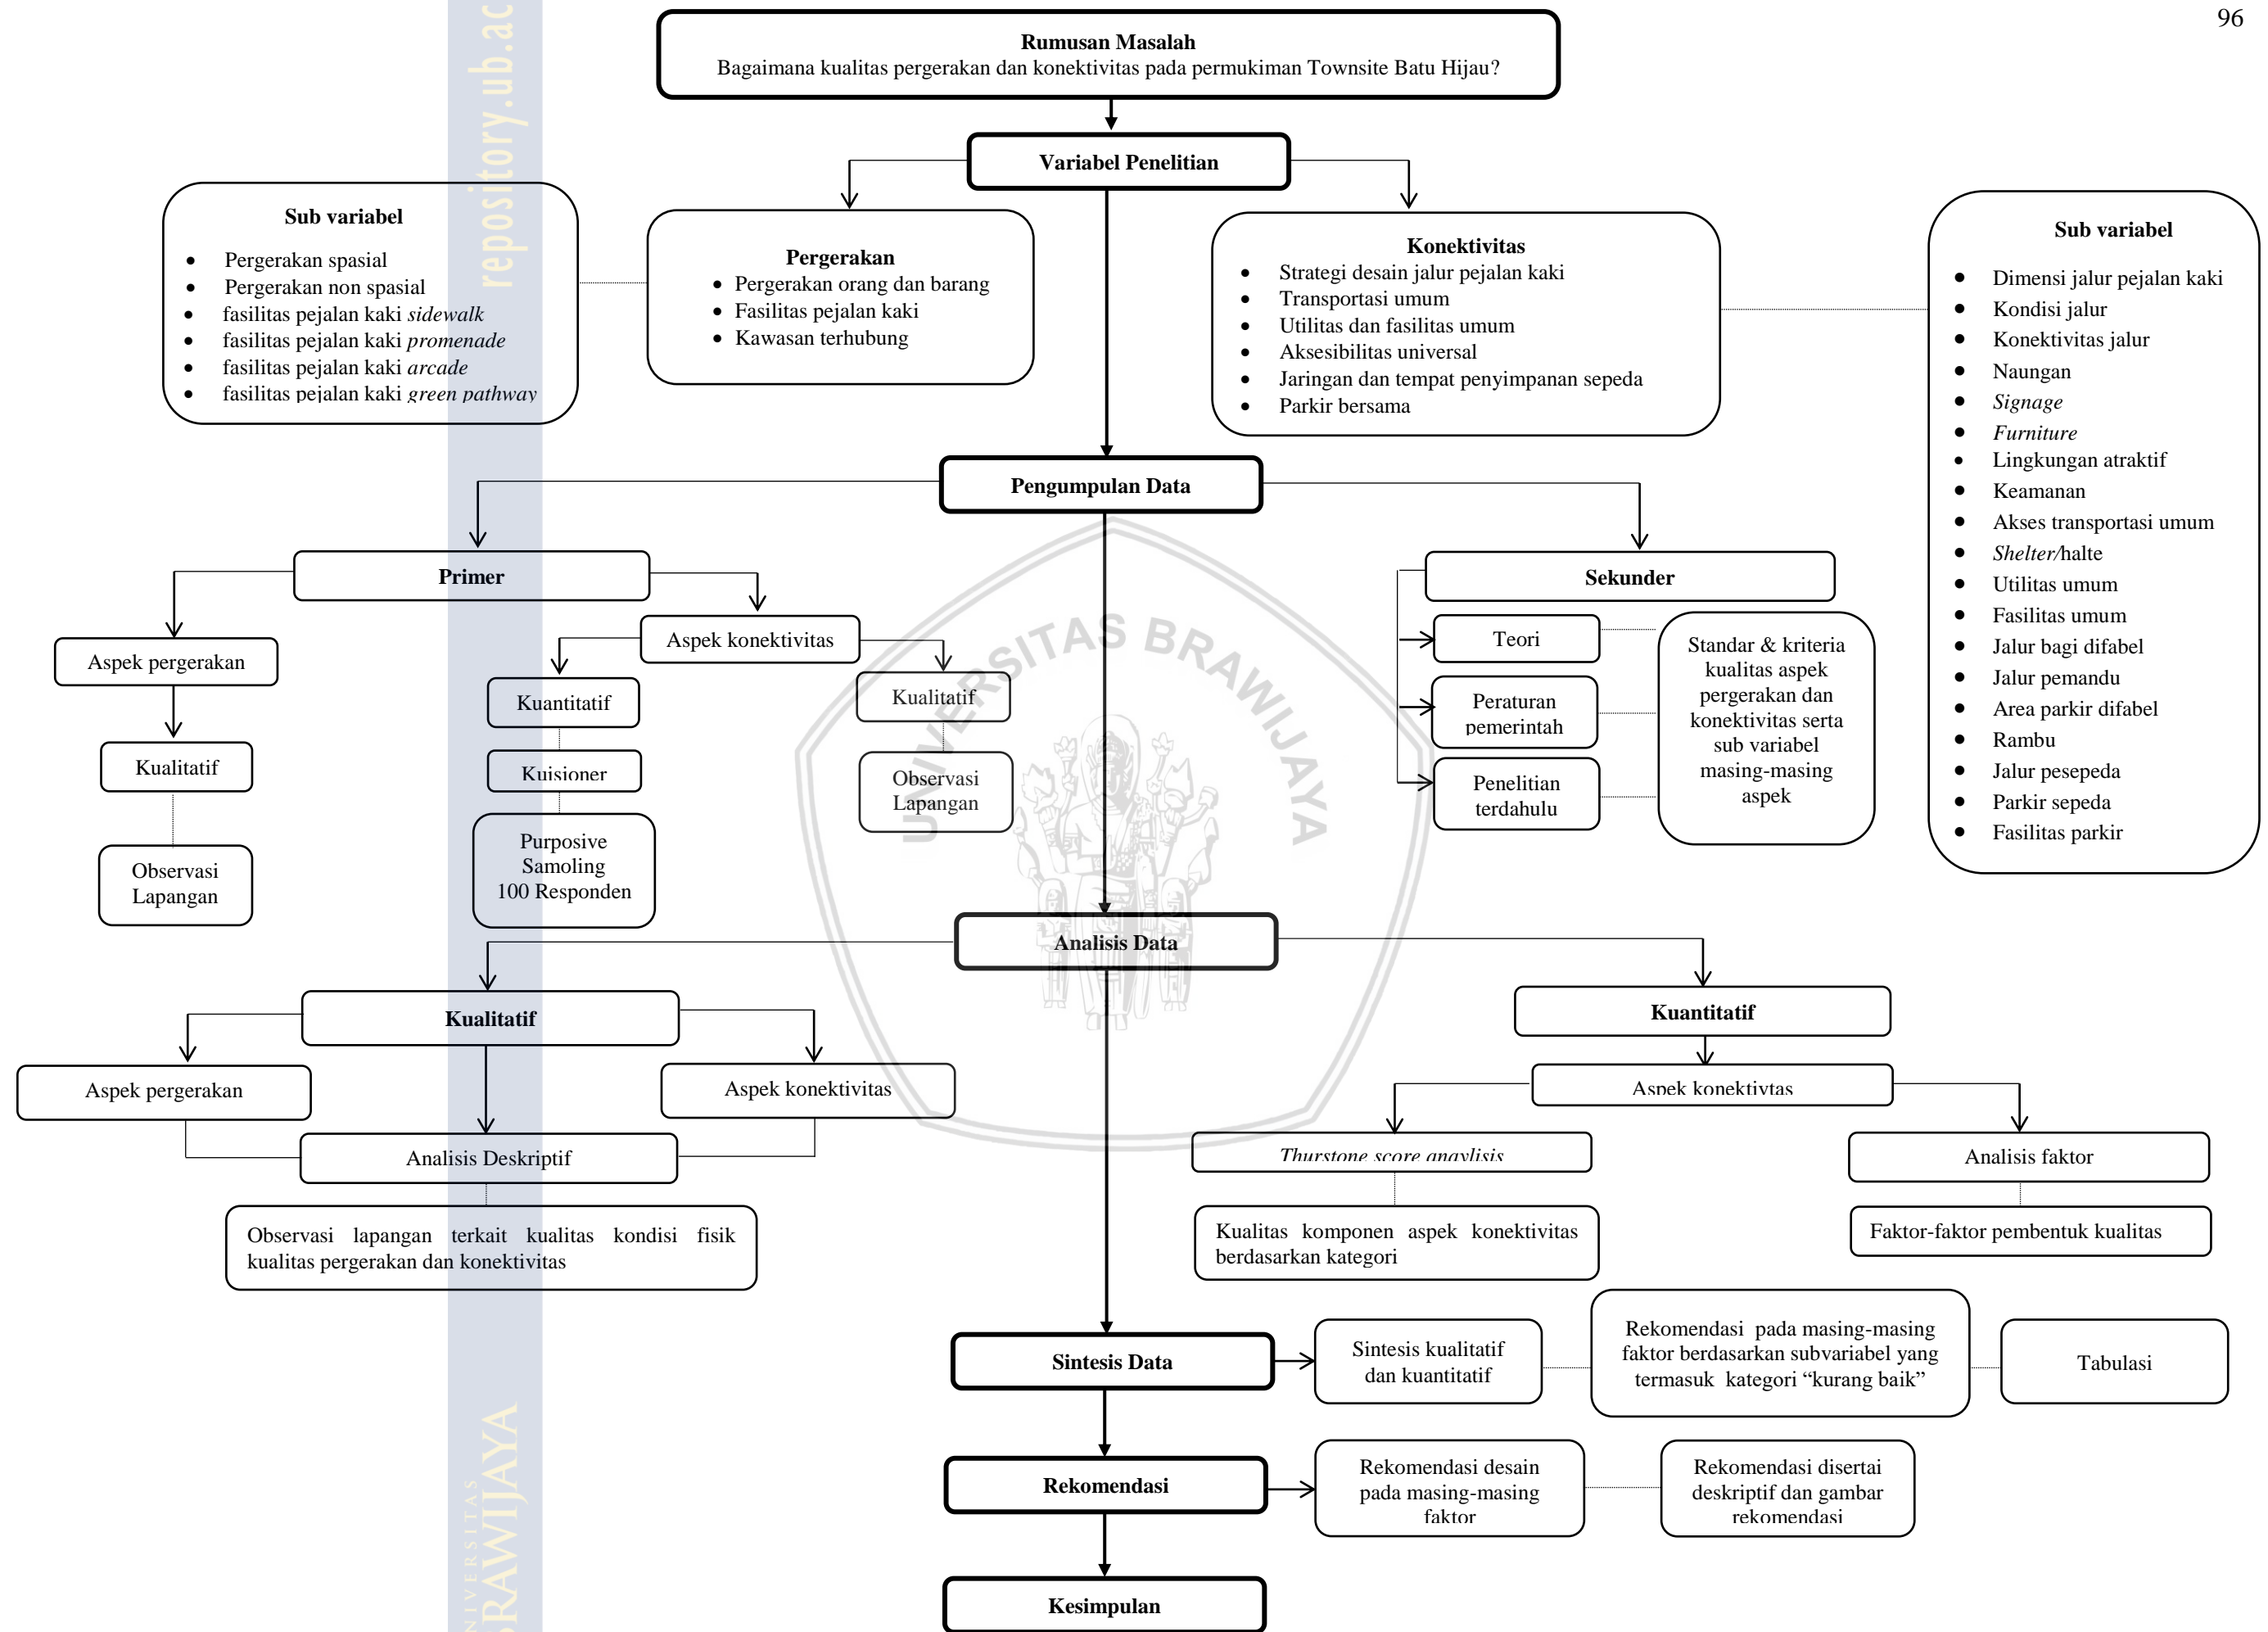 96
Rumusan Masalah
Bagaimana kualitas pergerakan dan konektivitas pada permukiman Townsite Batu Hijau?
Variabel Penelitian
Sub variabel
• Pergerakan spasial
• Pergerakan non spasial
• fasilitas pejalan kaki sidewalk
• fasilitas pejalan kaki promenade
• fasilitas pejalan kaki arcade
• fasilitas pejalan kaki green pathway
Pergerakan
• Pergerakan orang dan barang
• Fasilitas pejalan kaki
• Kawasan terhubung
Konektivitas
• Strategi desain jalur pejalan kaki
• Transportasi umum
• Utilitas dan fasilitas umum
• Aksesibilitas universal
• Jaringan dan tempat penyimpanan sepeda
• Parkir bersama
Sub variabel
• Dimensi jalur pejalan kaki
• Kondisi jalur
• Konektivitas jalur
• Naungan
• Signage
• Furniture
• Lingkungan atraktif
• Keamanan
• Akses transportasi umum
• Shelter/halte
• Utilitas umum
• Fasilitas umum
• Jalur bagi difabel
• Jalur pemandu
• Area parkir difabel
• Rambu
• Jalur pesepeda
• Parkir sepeda
• Fasilitas parkir
Pengumpulan Data
Primer
Aspek pergerakan
Kualitatif
Observasi
Lapangan
Aspek konektivitas
Kuantitatif
Kuisioner
Purposive
Samoling
100 Responden
Kualitatif
Observasi
Lapangan
Sekunder
Teori
Peraturan
pemerintah
Penelitian
terdahulu
Standar & kriteria
kualitas aspek
pergerakan dan
konektivitas serta
sub variabel
masing-masing
aspek
Analisis Data
Kualitatif
Aspek pergerakan
Aspek konektivitas
Analisis Deskriptif
Observasi lapangan terkait kualitas kondisi fisik
kualitas pergerakan dan konektivitas
Kuantitatif
Aspek konektivtas
Thurstone score anaylisis
Kualitas komponen aspek konektivitas
berdasarkan kategori
Analisis faktor
Faktor-faktor pembentuk kualitas
Sintesis Data
Sintesis kualitatif
dan kuantitatif
Rekomendasi pada masing-masing
faktor berdasarkan subvariabel yang
termasuk kategori “kurang baik”
Tabulasi
Rekomendasi
Rekomendasi desain
pada masing-masing
faktor
Rekomendasi disertai
deskriptif dan gambar
rekomendasi
Kesimpulan
UNIVERSITAS BRAWIJAYA
repository.ub.ac